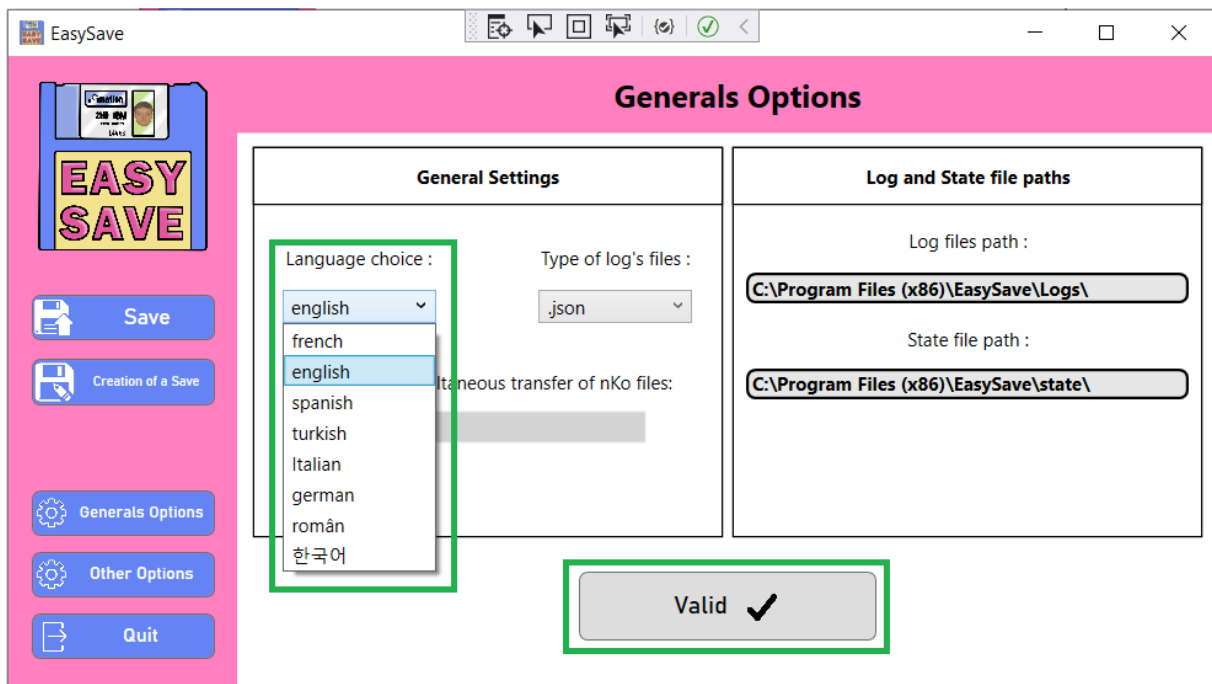 EasySave
Generals Options
EASY
SAVE
Save
Creation of a Save
Generals Options
Other Options
Quit
General Settings
Language choice :
english
french
english
spanish
turkish
Italian
german
român
한국어
Type of log's files :
.json
ltaneous transfer of nKo files:
Log and State file paths
Log files path :
C:\Program Files (x86)\EasySave\Logs\
State file path :
C:\Program Files (x86)\EasySave\state\
Valid